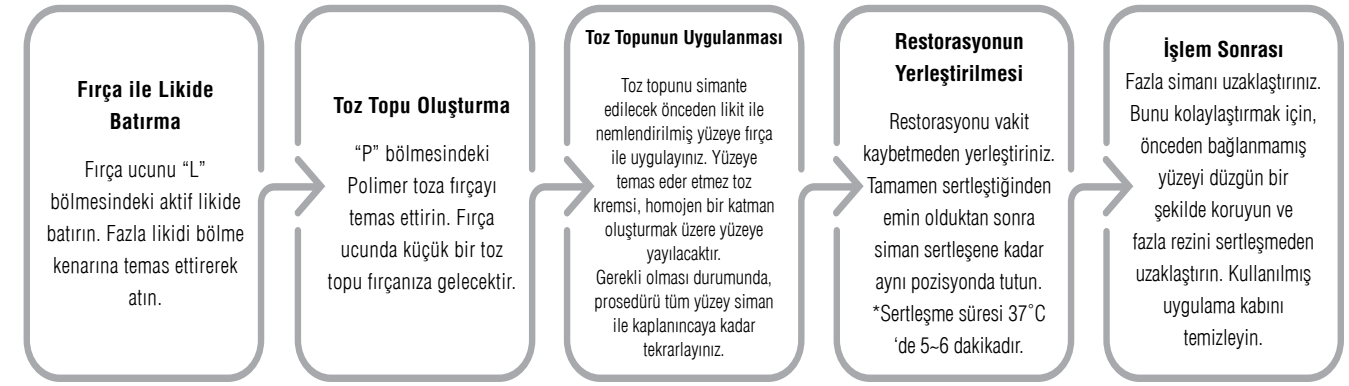 Fırça ile Likide
Batırma
Fırça ucunu “L”
bölmesindeki aktif likide
batırın. Fazla likidi bölme
kenarına temas ettirerek
atın.
Toz Topu Oluşturma
“P” bölmesindeki
Polimer toza fırçayı
temas ettirin. Fırça
ucunda küçük bir toz
topu fırçanıza gelecektir.
Toz Topunun Uygulanması
Toz topunu simante
edilecek önceden likit ile
nemlendirilmiş yüzeye fırça
ile uygulayınız. Yüzeye
temas eder etmez toz
kremsi, homojen bir katman
oluşturmak üzere yüzeye
yayılacaktır.
Gerekli olması durumunda,
prosedürü tüm yüzey siman
ile kaplanıncaya kadar
tekrarlayınız.
Restorasyonun
Yerleştirilmesi
Restorasyonu vakit
kaybetmeden yerleştiriniz.
Tamamen sertleştiğinden
emin olduktan sonra
siman sertleşene kadar
aynı pozisyonda tutun.
*Sertleşme süresi 37˚C
‘de 5~6 dakikadır.
İşlem Sonrası
Fazla simanı uzaklaştırınız.
Bunu kolaylaştırmak için,
önceden bağlanmamış
yüzeyi düzgün bir
şekilde koruyun ve
fazla rezini sertleşmeden
uzaklaştırın. Kullanılmış
uygulama kabını
temizleyin.